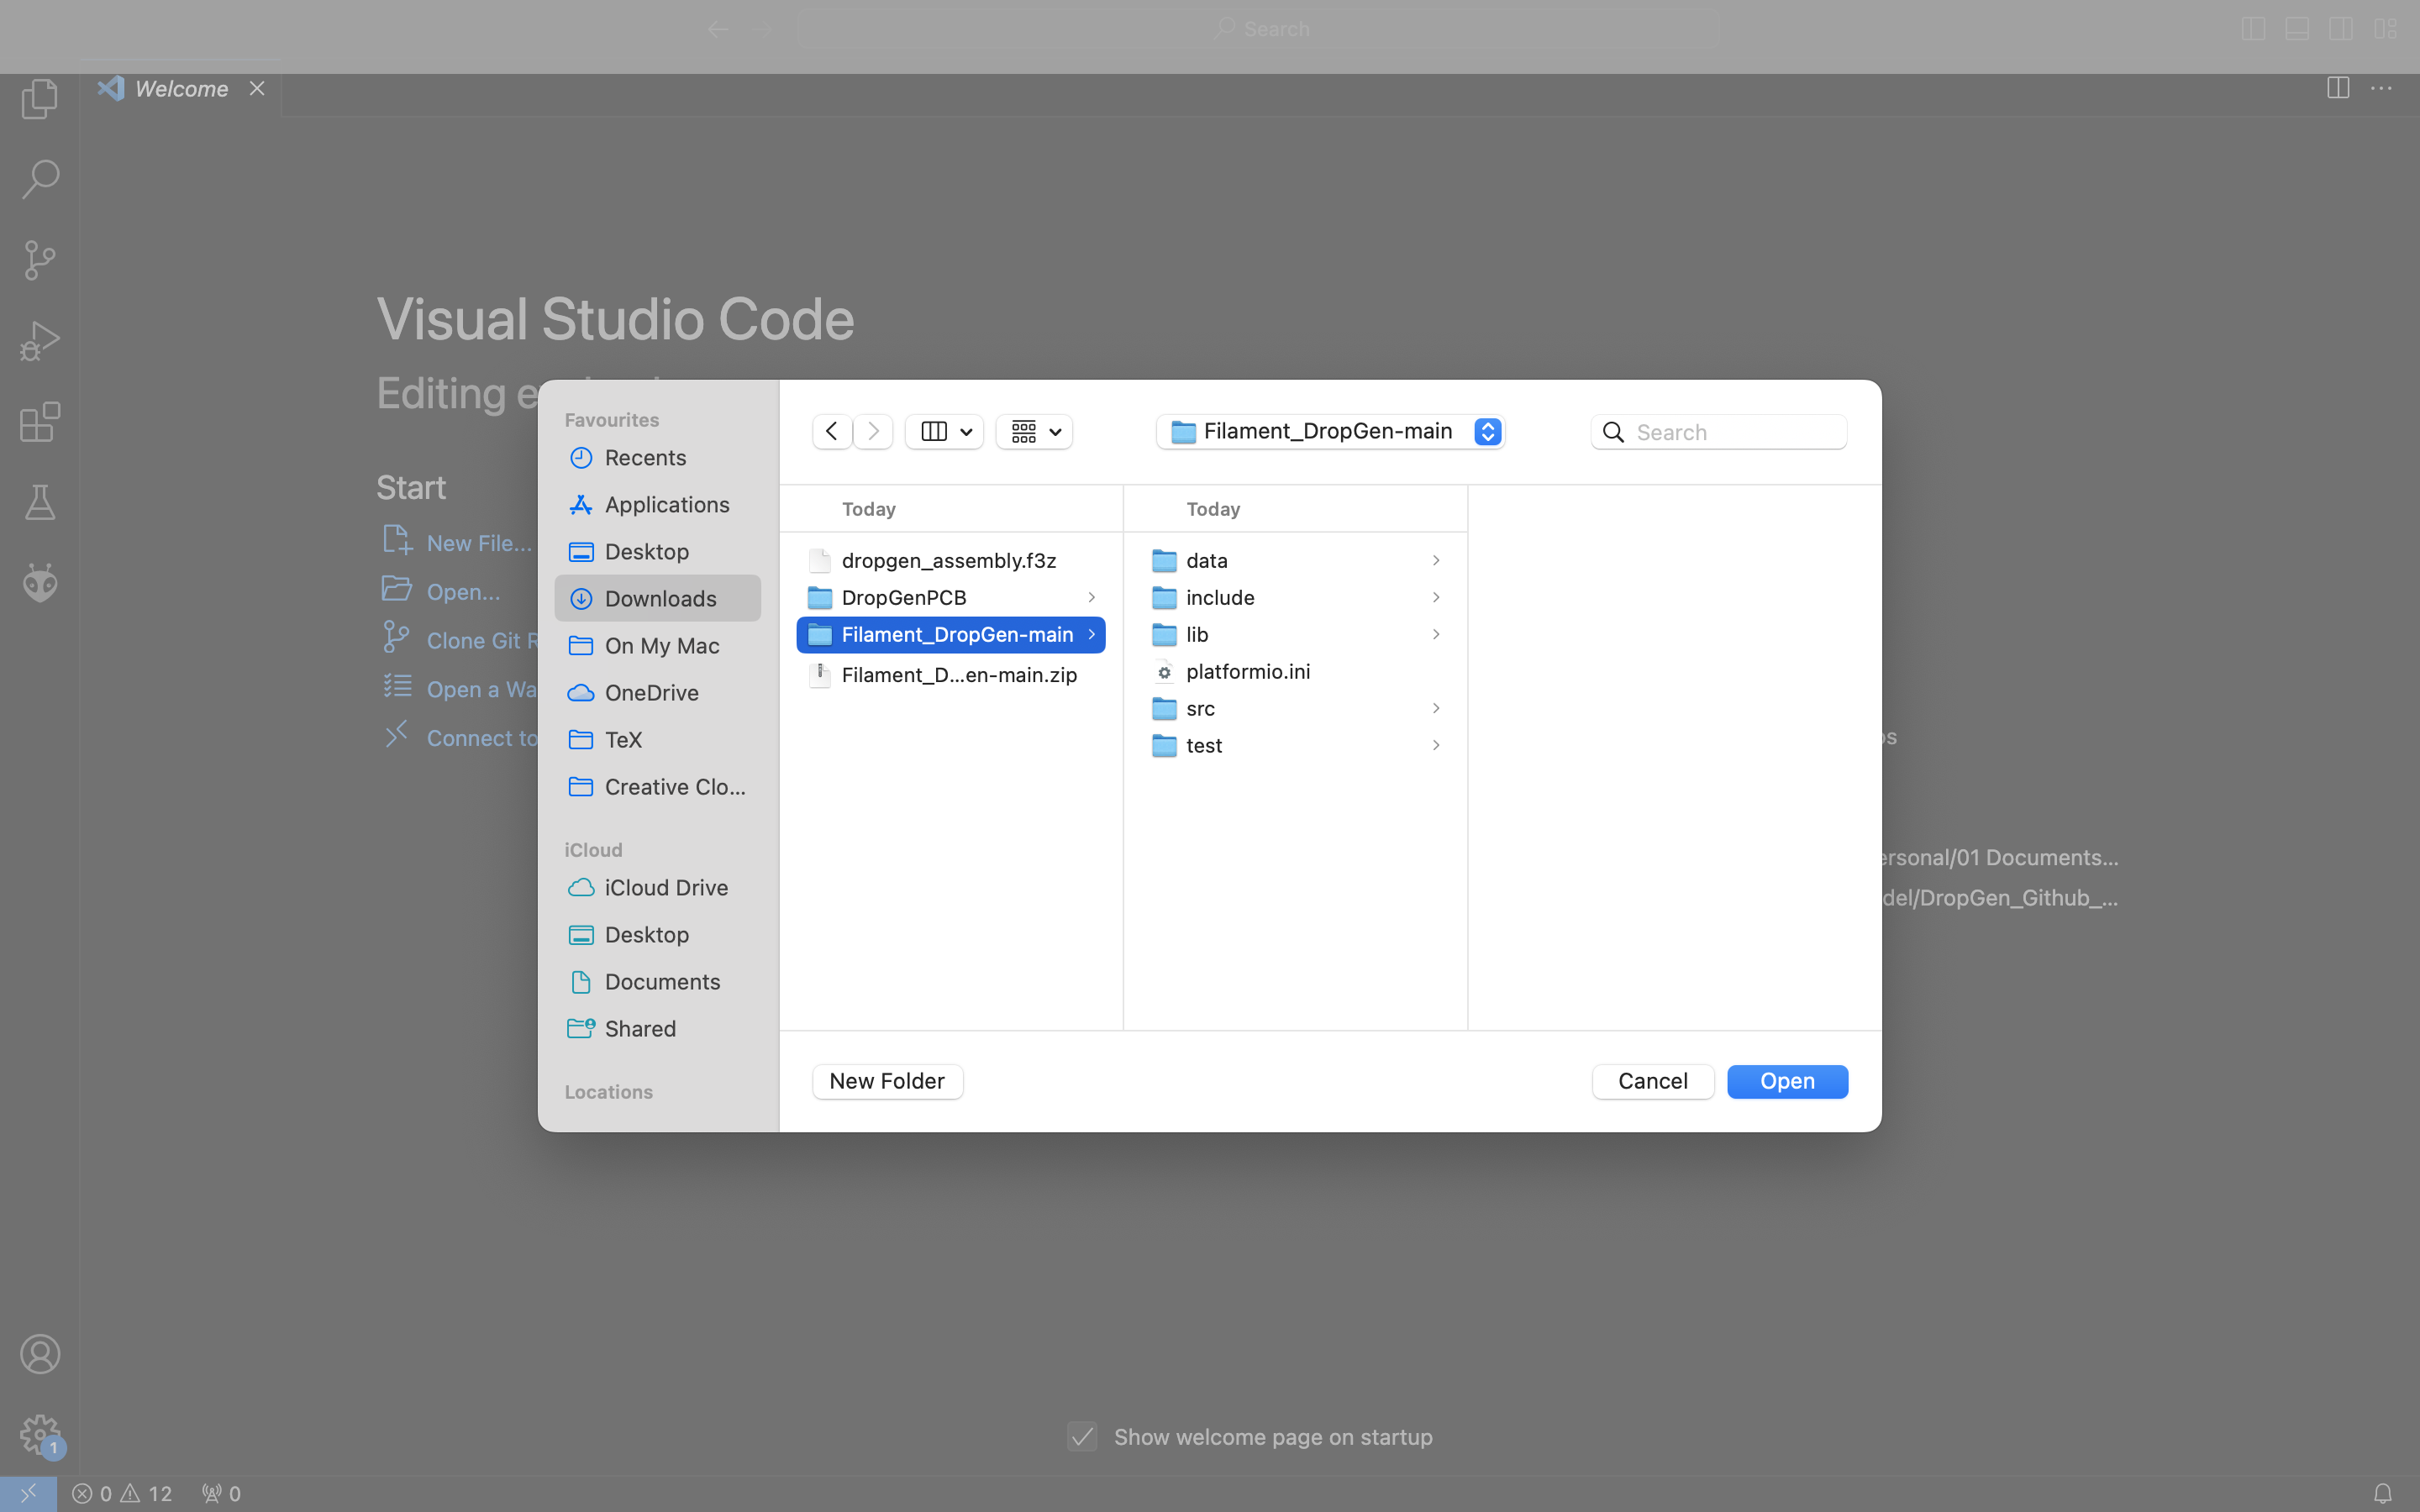 Search
Welcome
Visual Studio Code
Editing
Start
New File...
Open...
Clone Git R
Open a Wa
Connect to
Favourites
Recents
Applications
Desktop
Downloads
On My Mac
OneDrive
TeX
Creative Clo...
iCloud
iCloud Drive
Desktop
Documents
Shared
Locations
Filament_DropGen-main
Search
Today
dropgen_assembly.f3z
DropGenPCB
Filament_DropGen-main
Filament_D...en-main.zip
Today
data
include
lib
platformio.ini
src
test
New Folder
Cancel
Open
ersonal/01 Documents...
del/DropGen_Github_...
Show welcome page on startup
1
0 12 0